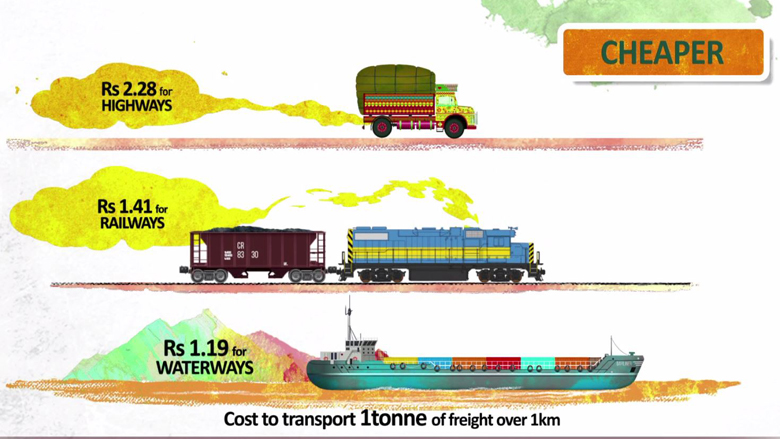 CHEAPER
Rs 2.28 for
HIGHWAYS
Rs 1.41 for
RAILWAYS
CR
83 30
Rs 1.19 for
WATERWAYS
Cost to transport 1tonne of freight over 1km